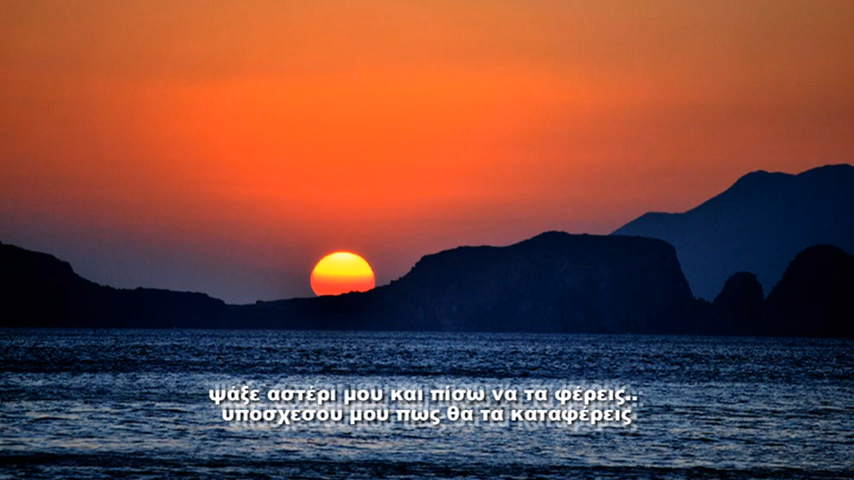 ψάξε αστέρι μου και πίσω να τα φέρεις..
υποσχέσου μου πως θα τα καταφέρεις